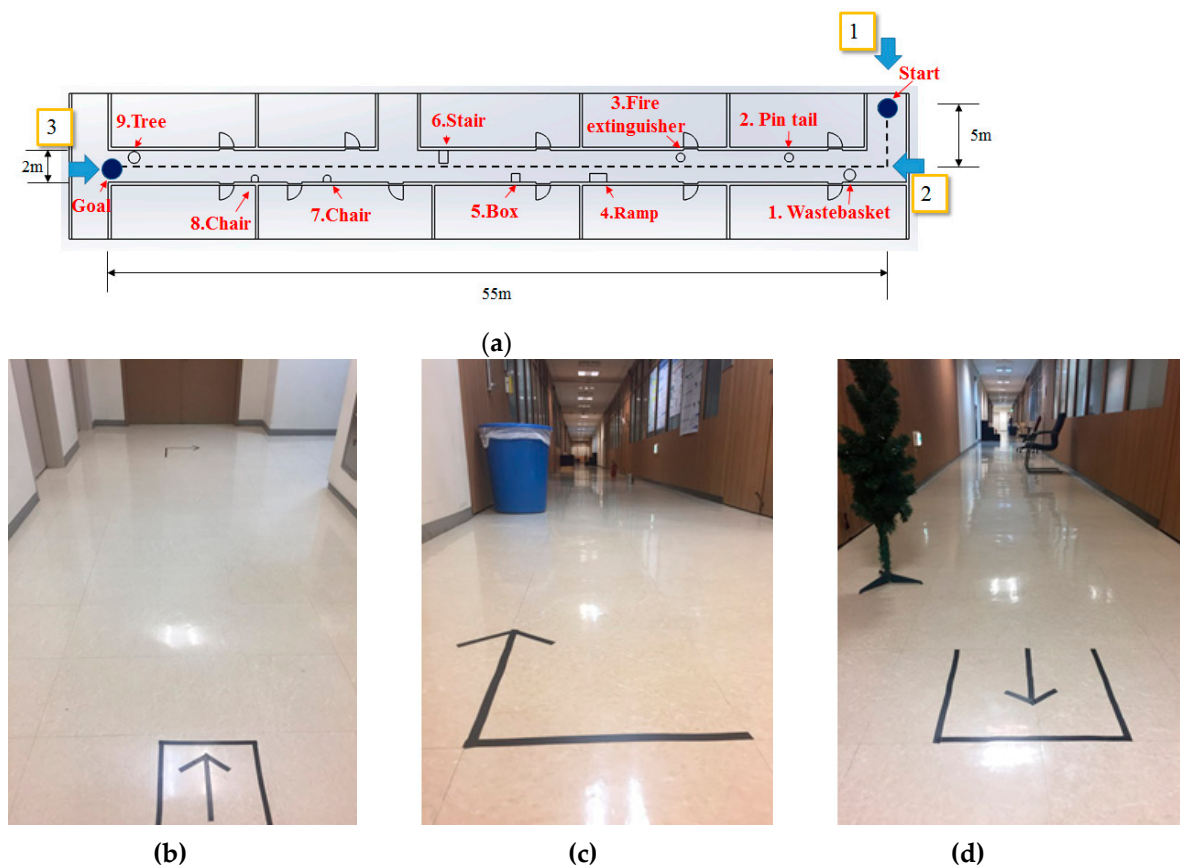 1
Start
3
9.Tree
6.Stair
3.Fire
extinguisher
2. Pin tail
5m
2m
Goal
8.Chair
7.Chair
5.Box
4.Ramp
1. Wastebasket
2
55m
(a)
(b)
(c)
(d)